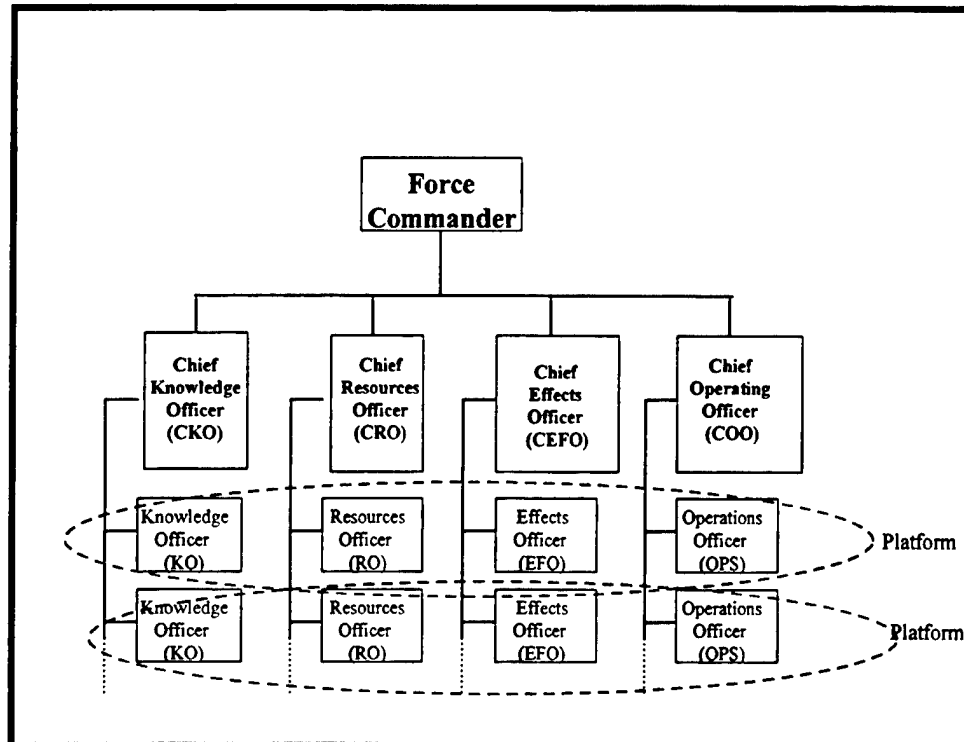 Force
Commander
Chief
Knowledge
Officer
(CKO)
Chief
Resources
Officer
(CRO)
Chief
Effects
Officer
(CEFO)
Chief
Operating
Officer
(COO)
Knowledge
Officer
(KO)
Resources
Officer
(RO)
Effects
Officer
(EFO)
Operations
Officer
(OPS)
Platform
Knowledge
Officer
(KO)
Resources
Officer
(RO)
Effects
Officer
(EFO)
Operations
Officer
(OPS)
Platform